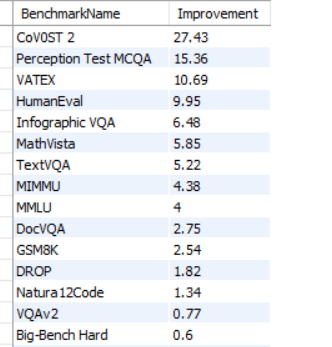 BenchmarkName Improvement
CoV0ST 2 27.43
Perception Test MCQA 15.36
VATEX 10.69
HumanEval 9.95
Infographic VQA 6.48
MathVista 5.85
TextVQA 5.22
MIMMU 4.38
MMLU 4
DocVQA 2.75
GSM8K 2.54
DROP 1.82
Natura12Code 1.34
VQAv2 0.77
Big-Bench Hard 0.6